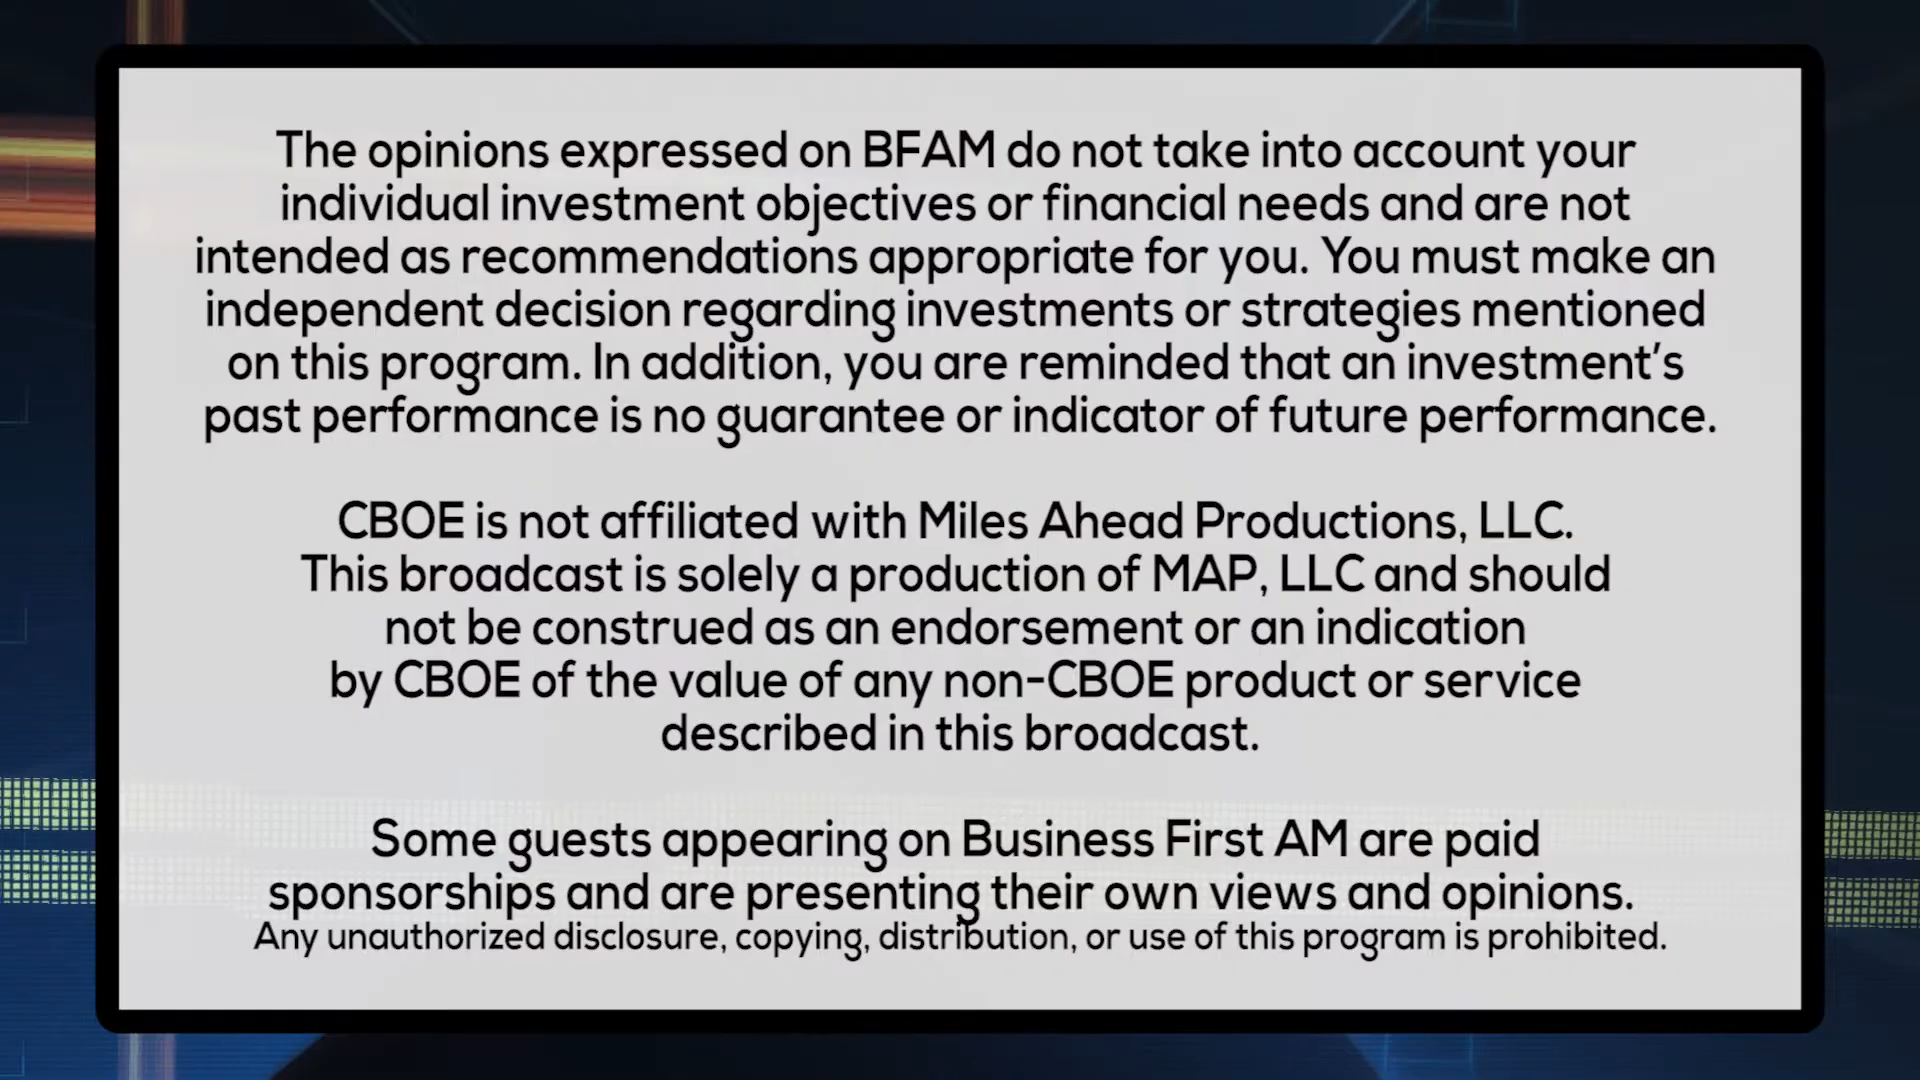 The opinions expressed on BFAM do not take into account your
individual investment objectives or financial needs and are not
intended as recommendations appropriate for you. You must make an
independent decision regarding investments or strategies mentioned
on this program. In addition, you are reminded that an investment’s
past performance is no guarantee or indicator of future performance.
CBOE is not affiliated with Miles Ahead Productions, LLC.
This broadcast is solely a production of MAP, LLC and should
not be construed as an endorsement or an indication
by CBOE of the value of any non-CBOE product or service
described in this broadcast.
Some guests appearing on Business First AM are paid
sponsorships and are presenting their own views and opinions.
Any unauthorized disclosure, copying, distribution, or use of this program is prohibited.